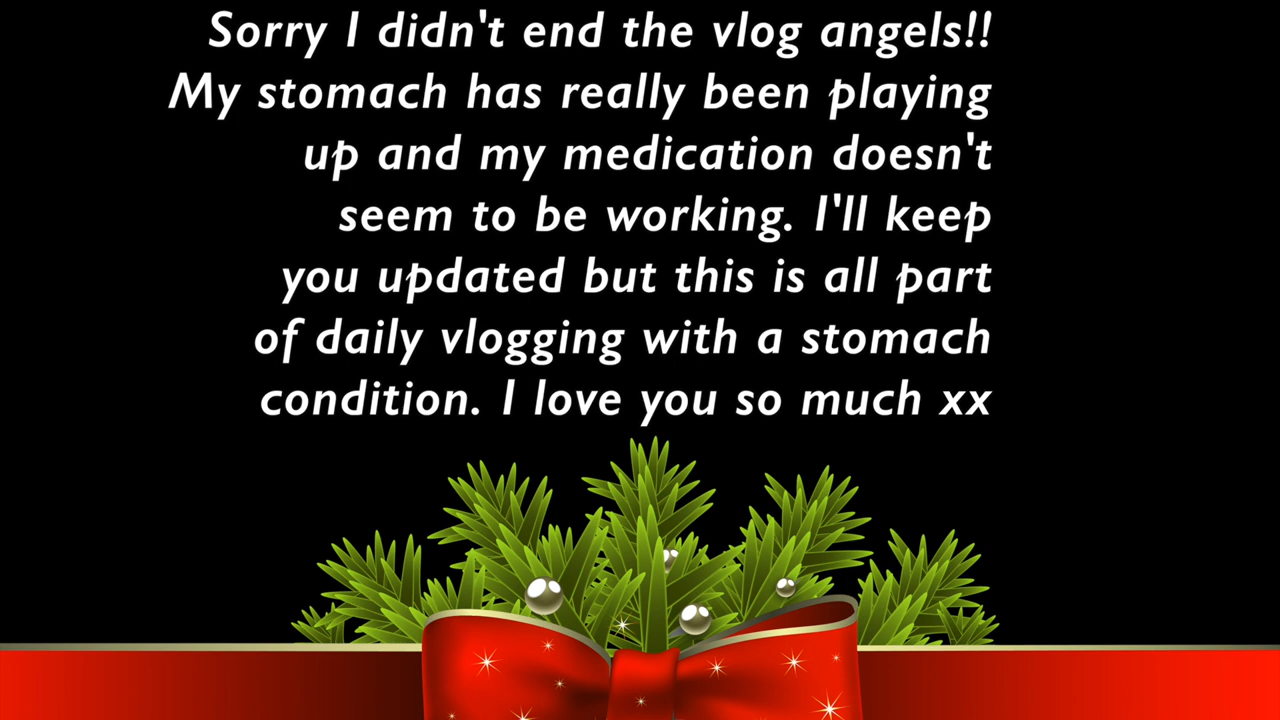 Sorry I didn't end the vlog angels!!
My stomach has really been playing
up and my medication doesn't
seem to be working. I'll keep
you updated but this is all part
of daily vlogging with a stomach
condition. I love you so much xx